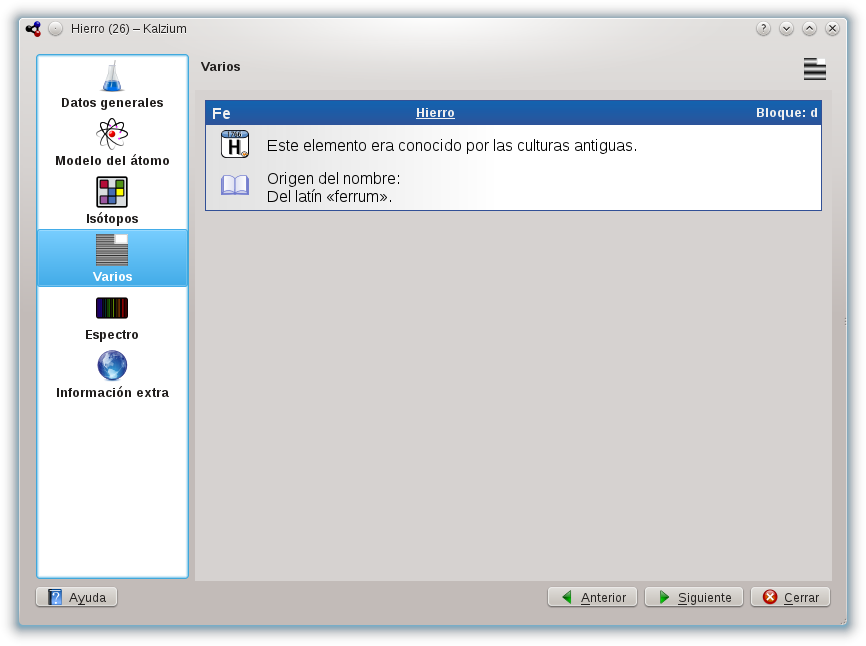 Hierro (26) – Kalzium
Datos generales
Modelo del átomo
Isótopos
Varios
Espectro
Información extra
Varios
Fe Hierro Bloque: d
1766
H
Este elemento era conocido por las culturas antiguas.
Origen del nombre:
Del latín «ferrum».
Ayuda
Anterior
Siguiente
Cerrar